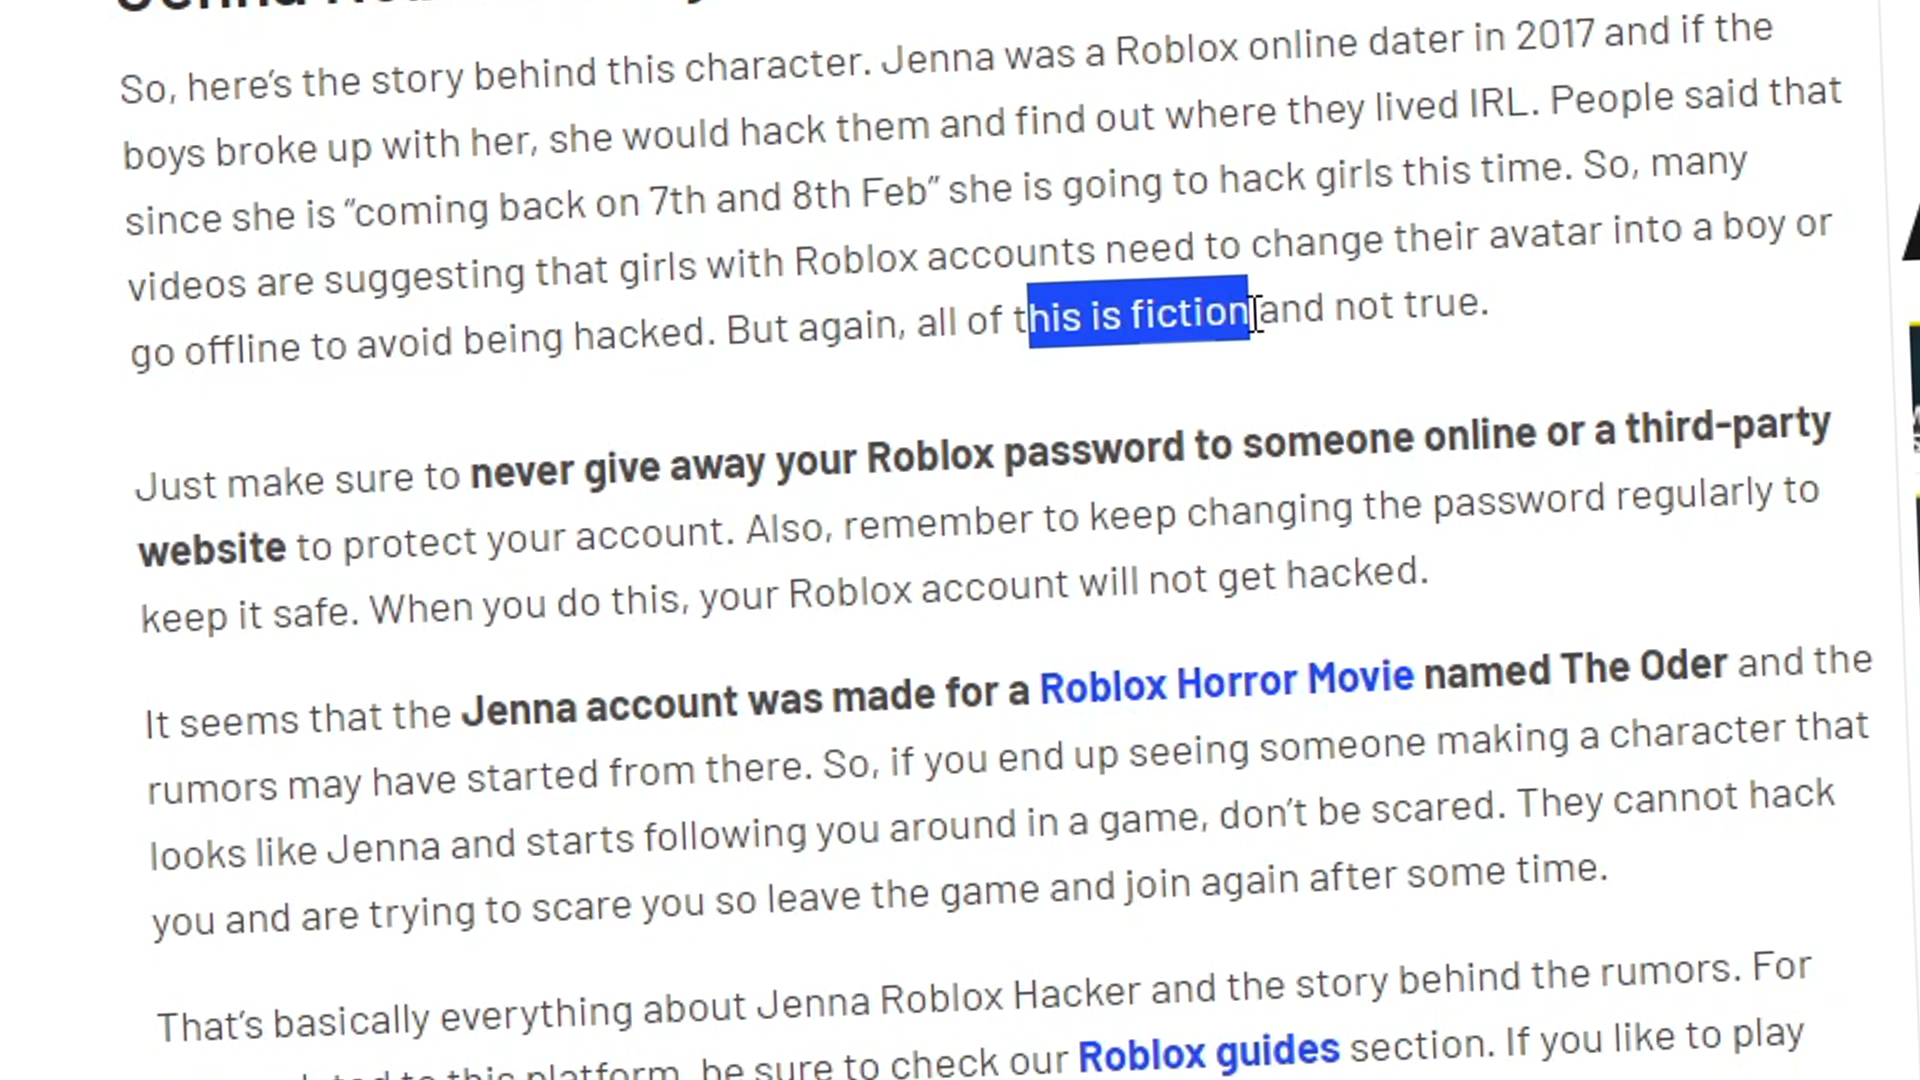 So, here's the story behind this character. Jenna was a Roblox online dater in 2017 and if the
boys broke up with her, she would hack them and find out where they lived IRL. People said that
since she is “coming back on 7th and 8th Feb” she is going to hack girls this time. So, many
videos are suggesting that girls with Roblox accounts need to change their avatar into a boy or
go offline to avoid being hacked. But again, all of this is fiction and not true.
Just make sure to never give away your Roblox password to someone online or a third-party
website to protect your account. Also, remember to keep changing the password regularly to
keep it safe. When you do this, your Roblox account will not get hacked.
It seems that the Jenna account was made for a Roblox Horror Movie named The Oder and the
rumors may have started from there. So, if you end up seeing someone making a character that
looks like Jenna and starts following you around in a game, don't be scared. They cannot hack
you and are trying to scare you so leave the game and join again after some time.
That's basically everything about Jenna Roblox Hacker and the story behind the rumors. For
to this platform, be sure to check our Roblox guides section. If you like to play